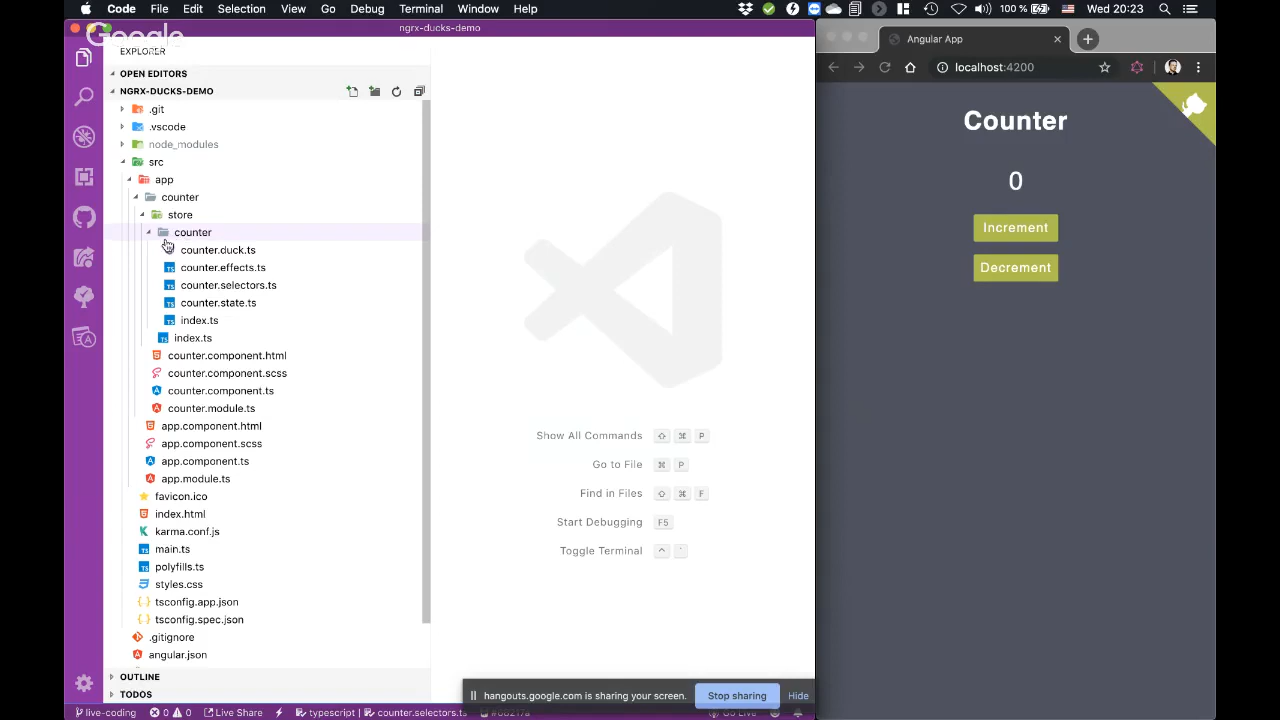 Code File Edit Selection View Go Debug Terminal Window Help 100 % Wed 20:23
ngrx-ducks-demo
Google
EXPLORER
OPEN EDITORS
NGRX-DUCKS-DEMO
.git
.vscode
node_modules
src
app
counter
store
counter
counter.duck.ts
counter.effects.ts
counter.selectors.ts
counter.state.ts
index.ts
index.ts
counter.component.html
counter.component.scss
counter.component.ts
counter.module.ts
app.component.html
app.component.scss
app.component.ts
app.module.ts
favicon.ico
index.html
karma.conf.js
main.ts
polyfills.ts
styles.css
tsconfig.app.json
tsconfig.spec.json
.gitignore
angular.json
OUTLINE
TODOS
Show All Commands ⇧ ⌘ P
Go to File ⌘ P
Find in Files ⇧ ⌘ F
Start Debugging F5
Toggle Terminal ^ `
hangouts.google.com is sharing your screen. Stop sharing Hide
live-coding 0 0 Live Share typescript | counter.selectors.ts Go Live
Angular App
localhost:4200
Counter
0
Increment
Decrement